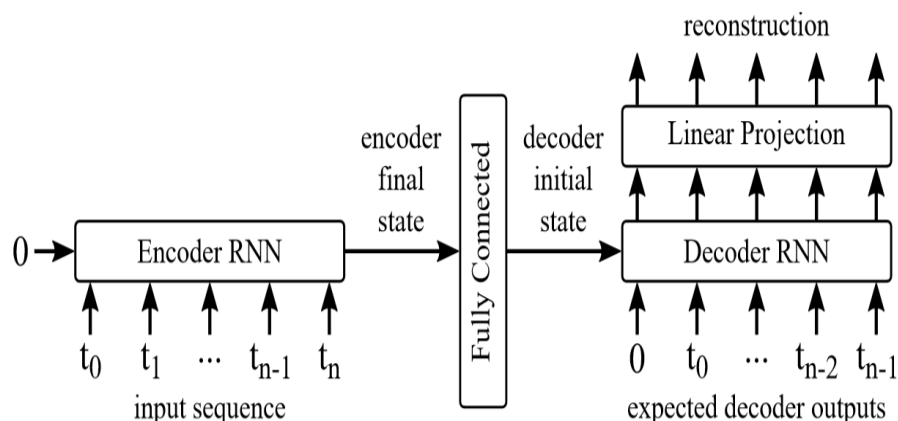 reconstruction
Linear Projection
encoder
final
state
Fully Connected
decoder
initial
state
0
Encoder RNN
Decoder RNN
t0 t1 ... tn-1 tn
0 t0 ... tn-2 tn-1
input sequence
expected decoder outputs